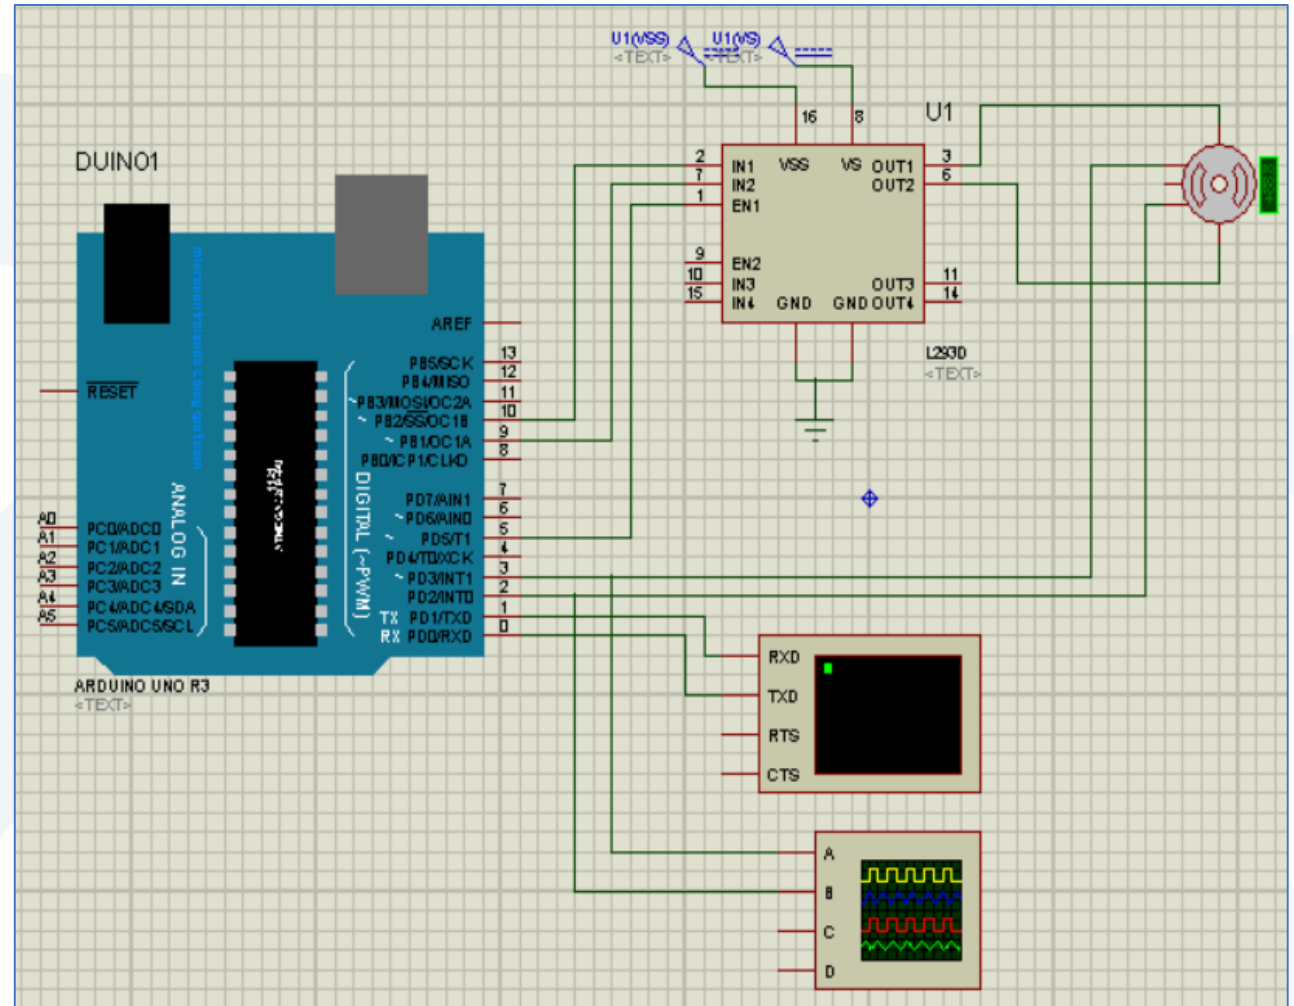 U1(VSS)
<TEXT>
U1(VS)
<TEXT>
16
8
U1
2
7
1
IN1
IN2
EN1
VSS
VS
OUT1
OUT2
3
6
9
10
15
EN2
IN3
IN4
GND
GND
OUT3
OUT4
11
14
L293D
<TEXT>
DUINO1
AREF
RESET
PB5/SCK
13
PB4/MISO
12
~PB3/MOSI/OC2A
11
~ PB2/SS/OC1B
10
~ PB1/OC1A
9
PB0/ICP1/CLKO
8
DIGITAL (~PWM)
PD7/AIN1
7
~PD6/AIN0
6
~ PD5/T1
5
PD4/T0/XCK
4
~PD3/INT1
3
PD2/INT0
2
TX PD1/TXD
1
RX PD0/RXD
0
ANALOG IN
A0
PC0/ADC0
A1
PC1/ADC1
A2
PC2/ADC2
A3
PC3/ADC3
A4
PC4/ADC4/SDA
A5
PC5/ADC5/SCL
ARDUINO UNO R3
<TEXT>
RXD
TXD
RTS
CTS
A
B
C
D